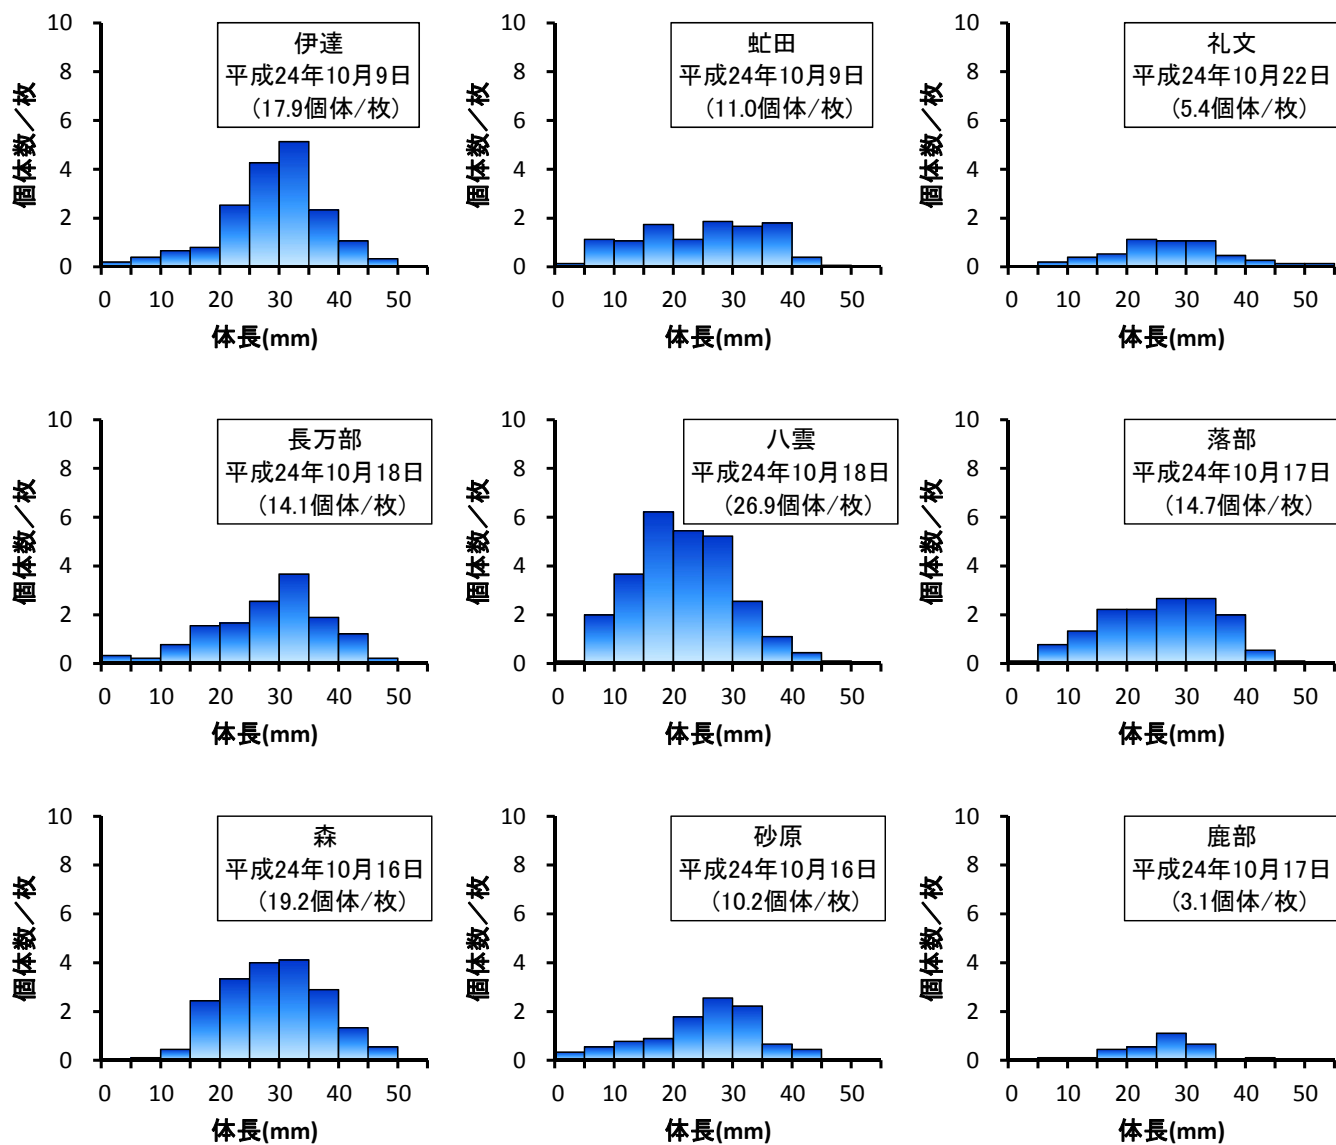 伊達
平成24年10月9日
(17.9個体/枚)
個体数/枚
10
8
6
4
2
0
0 10 20 30 40 50
体長(mm)
虻田
平成24年10月9日
(11.0個体/枚)
個体数/枚
10
8
6
4
2
0
0 10 20 30 40 50
体長(mm)
礼文
平成24年10月22日
(5.4個体/枚)
個体数/枚
10
8
6
4
2
0
0 10 20 30 40 50
体長(mm)
長万部
平成24年10月18日
(14.1個体/枚)
個体数/枚
10
8
6
4
2
0
0 10 20 30 40 50
体長(mm)
八雲
平成24年10月18日
(26.9個体/枚)
個体数/枚
10
8
6
4
2
0
0 10 20 30 40 50
体長(mm)
落部
平成24年10月17日
(14.7個体/枚)
個体数/枚
10
8
6
4
2
0
0 10 20 30 40 50
体長(mm)
森
平成24年10月16日
(19.2個体/枚)
個体数/枚
10
8
6
4
2
0
0 10 20 30 40 50
体長(mm)
砂原
平成24年10月16日
(10.2個体/枚)
個体数/枚
10
8
6
4
2
0
0 10 20 30 40 50
体長(mm)
鹿部
平成24年10月17日
(3.1個体/枚)
個体数/枚
10
8
6
4
2
0
0 10 20 30 40 50
体長(mm)